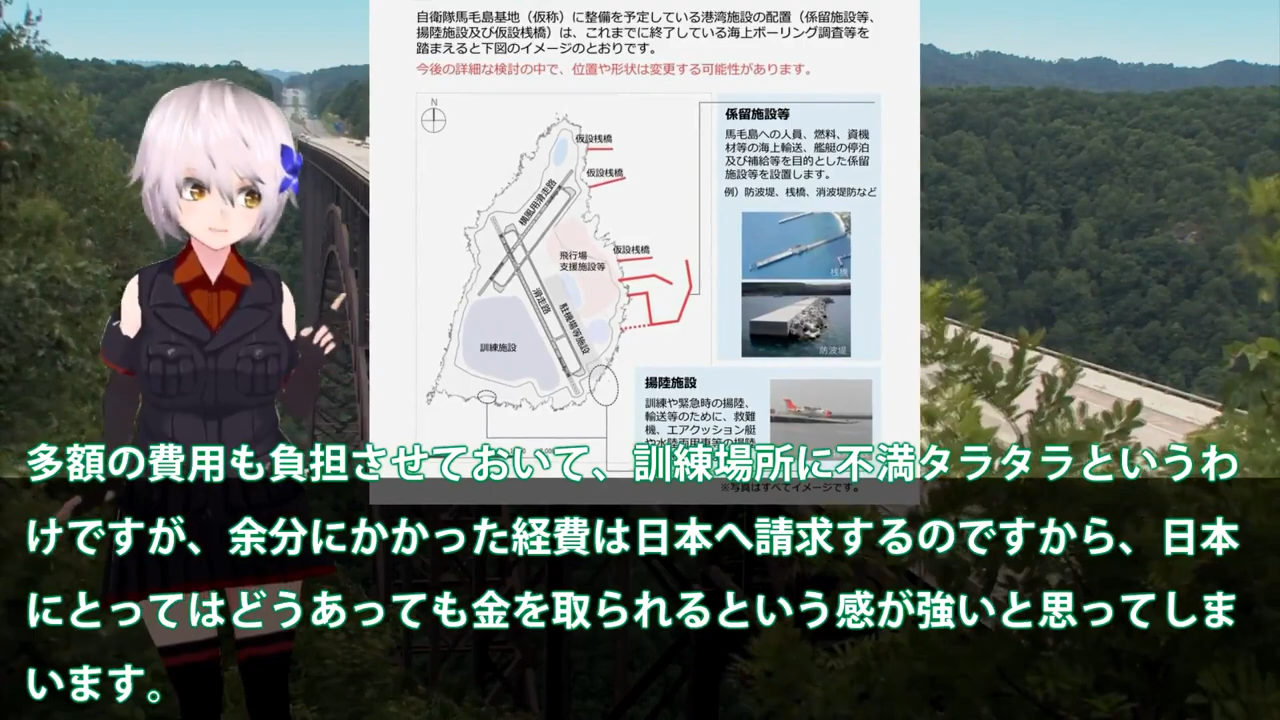 自衛隊馬毛島基地（仮称）に整備を予定している港湾施設の配置（係留施設等、
揚陸施設及び仮設桟橋）は、これまでに終了している海上ボーリング調査等を
踏まえると下図のイメージのとおりです。
今後の詳細な検討の中で、位置や形状は変更する可能性があります。
N
仮設桟橋
仮設桟橋
横風用滑走路
仮設桟橋
飛行場
支援施設等
滑走路
駐機場等施設
訓練施設
係留施設等
馬毛島への人員、燃料、資機
材等の海上輸送、艦艇の停泊
及び補給等を目的とした係留
施設等を設置します。
例）防波堤、桟橋、消波堤防など
桟橋
防波堤
揚陸施設
訓練や緊急時の揚陸、
輸送等のために、救難
機、エアクッション艇
や水陸両用車等の揚陸
※写真はすべてイメージです。
多額の費用も負担させておいて、訓練場所に不満タラタラというわ
けですが、余分にかかった経費は日本へ請求するのですから、日本
にとってはどうあっても金を取られるという感が強いと思ってしま
います。